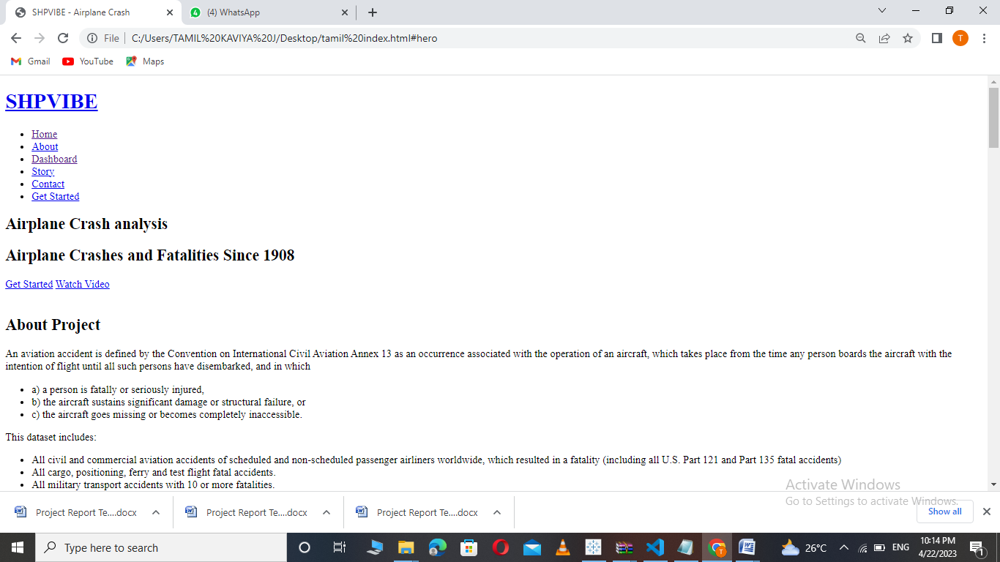 SHPVIBE - Airplane Crash
4
(4) WhatsApp
File
C:/Users/TAMIL%20KAVIYA%20J/Desktop/tamil%20index.html#hero
T
Gmail
YouTube
Maps
SHPVIBE
Home
About
Dashboard
Story
Contact
Get Started
Airplane Crash analysis
Airplane Crashes and Fatalities Since 1908
Get Started Watch Video
About Project
An aviation accident is defined by the Convention on International Civil Aviation Annex 13 as an occurrence associated with the operation of an aircraft, which takes place from the time any person boards the aircraft with the
intention of flight until all such persons have disembarked, and in which
a) a person is fatally or seriously injured,
b) the aircraft sustains significant damage or structural failure, or
c) the aircraft goes missing or becomes completely inaccessible.
This dataset includes:
All civil and commercial aviation accidents of scheduled and non-scheduled passenger airliners worldwide, which resulted in a fatality (including all U.S. Part 121 and Part 135 fatal accidents)
All cargo, positioning, ferry and test flight fatal accidents.
All military transport accidents with 10 or more fatalities.
Activate Windows
Go to Settings to activate Windows.
Project Report Te....docx
Project Report Te....docx
Project Report Te....docx
Show all
Type here to search
T
26°C
ENG
10:14 PM
4/22/2023
1